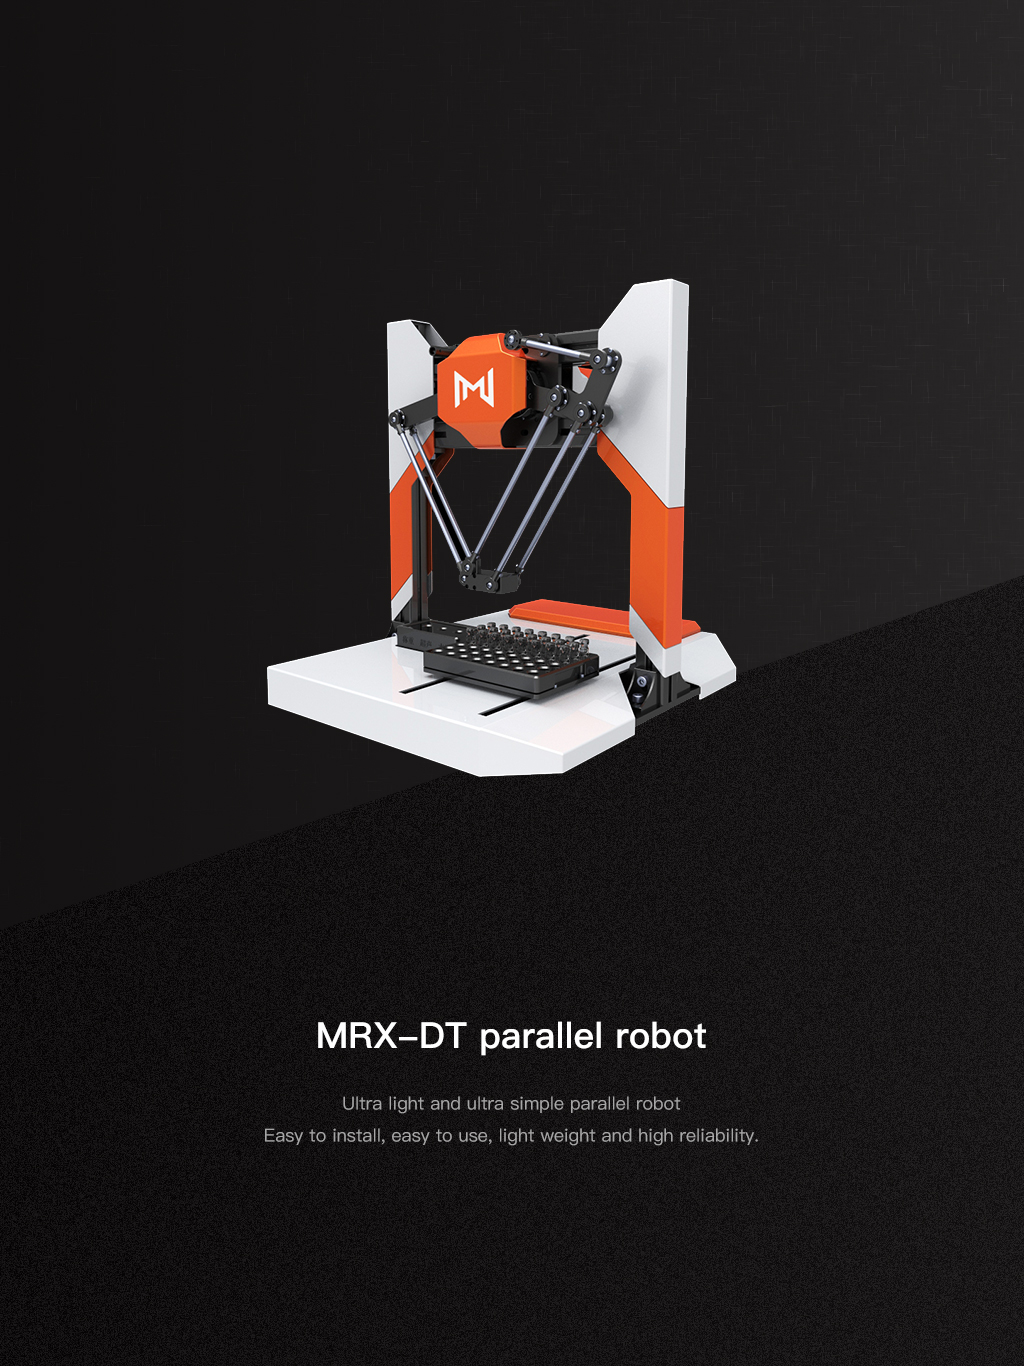 MRX-DT parallel robot
Ultra light and ultra simple parallel robot
Easy to install, easy to use, light weight and high reliability.